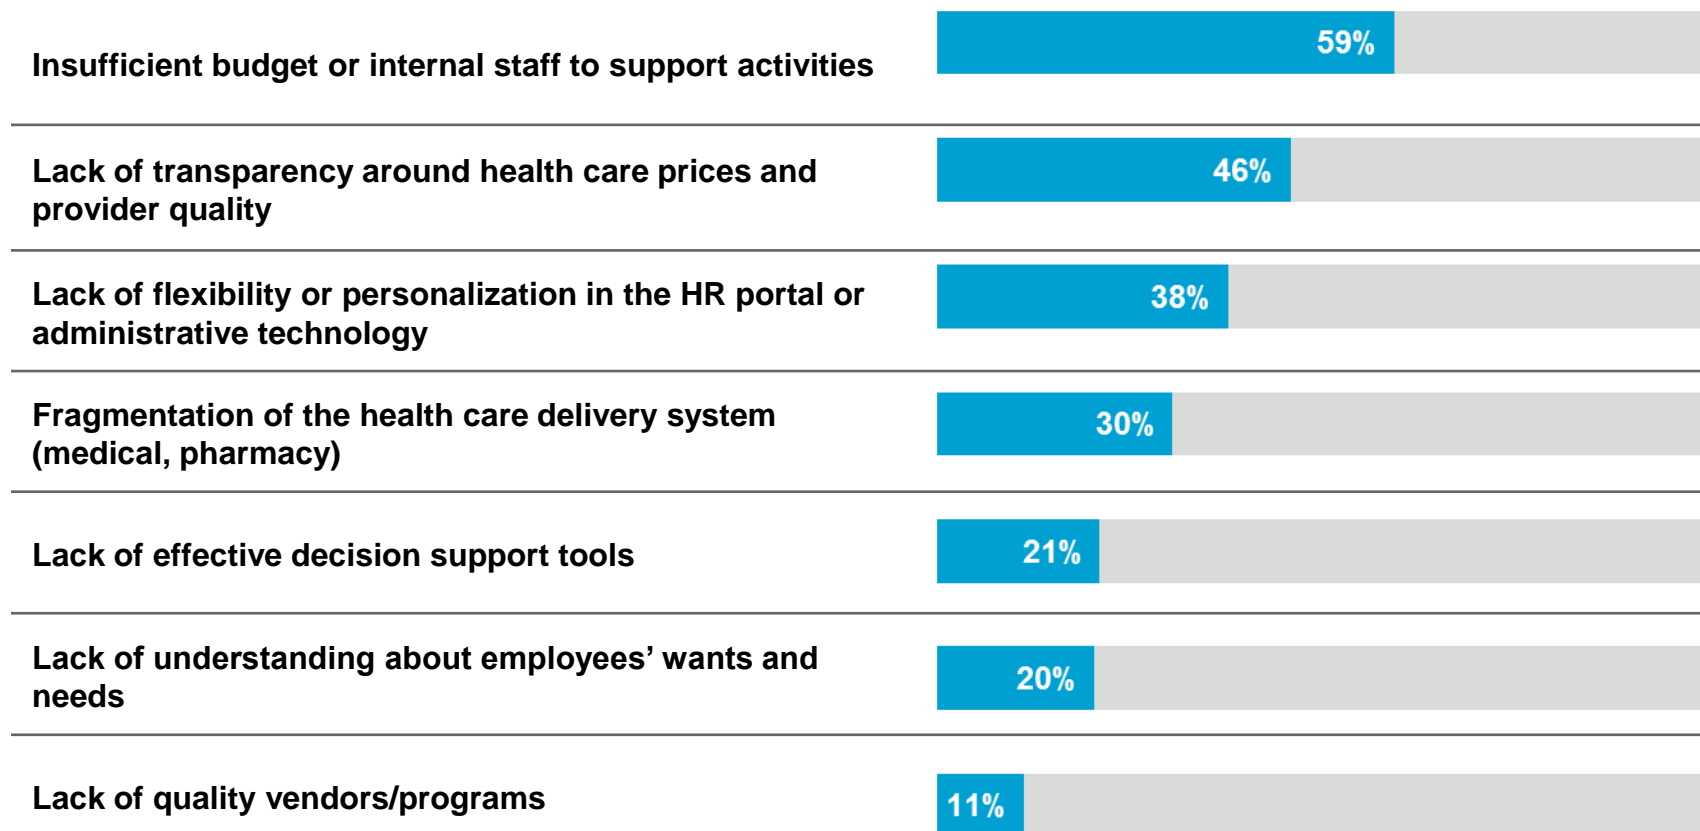 Insufficient budget or internal staff to support activities
59%
Lack of transparency around health care prices and
provider quality
46%
Lack of flexibility or personalization in the HR portal or
administrative technology
38%
Fragmentation of the health care delivery system
(medical, pharmacy)
30%
Lack of effective decision support tools
21%
Lack of understanding about employees’ wants and
needs
20%
Lack of quality vendors/programs
11%